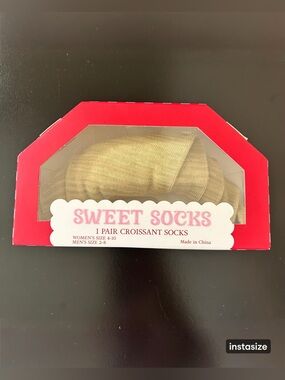 SWEET SOCKS
1 PAIR CROISSANT SOCKS
WOMEN'S SIZE 4-10
MEN'S SIZE 2-8
Made in China
instasize